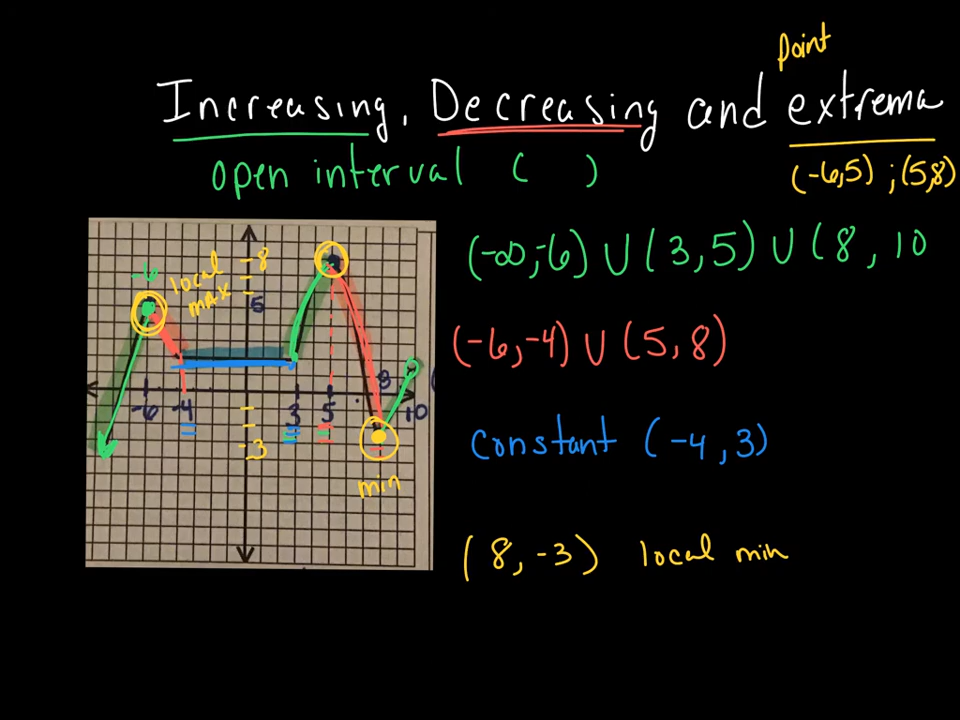 point
Increasing, Decreasing and extrema
open interval ( )
(-6,5) ; (5,8)
(-∞,-6) ∪ (3,5) ∪ (8, 10
-6
local
max
8
5
(-6,-4) ∪ (5,8)
-6 -4 3 5 8 10
-3
constant (-4,3)
min
(8,-3) local min